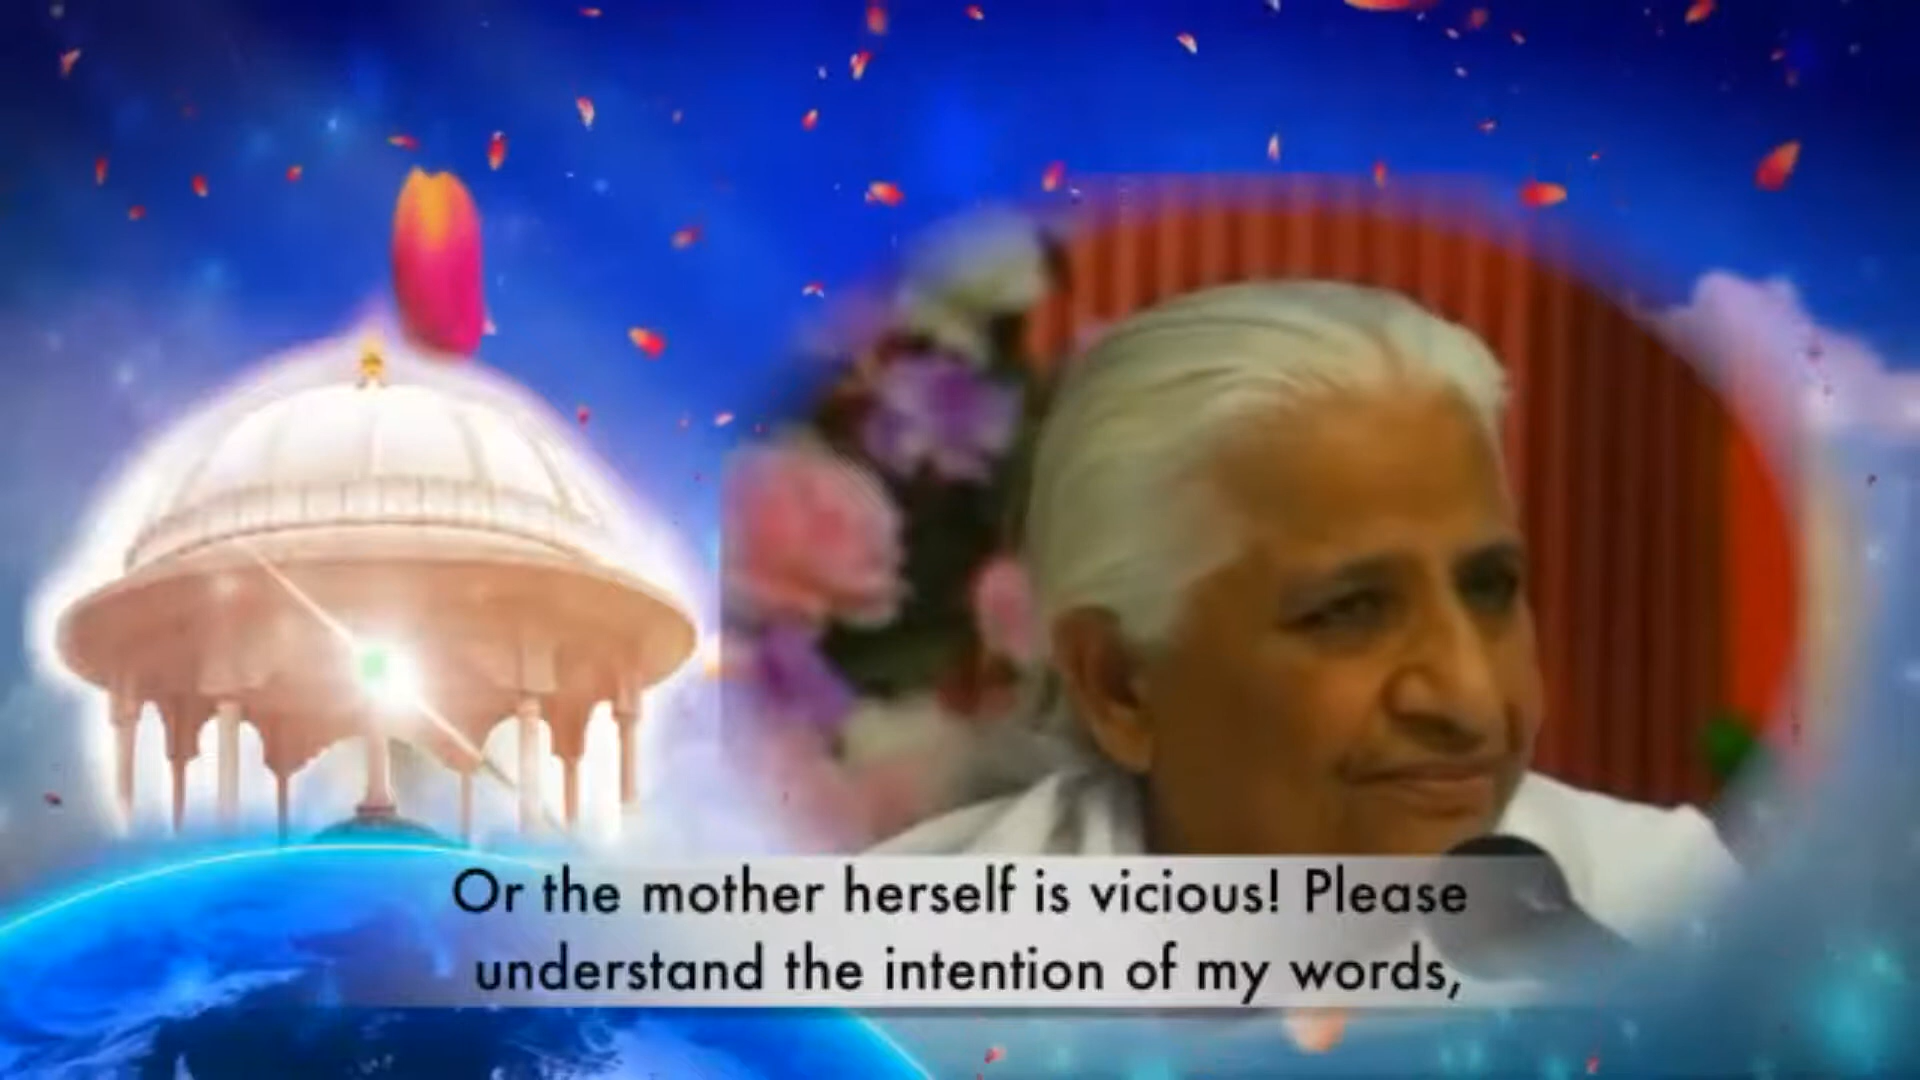 Or the mother herself is vicious! Please
understand the intention of my words,